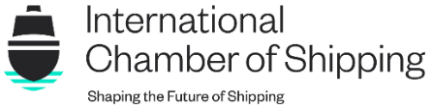 International
Chamber of Shipping
Shaping the Future of Shipping